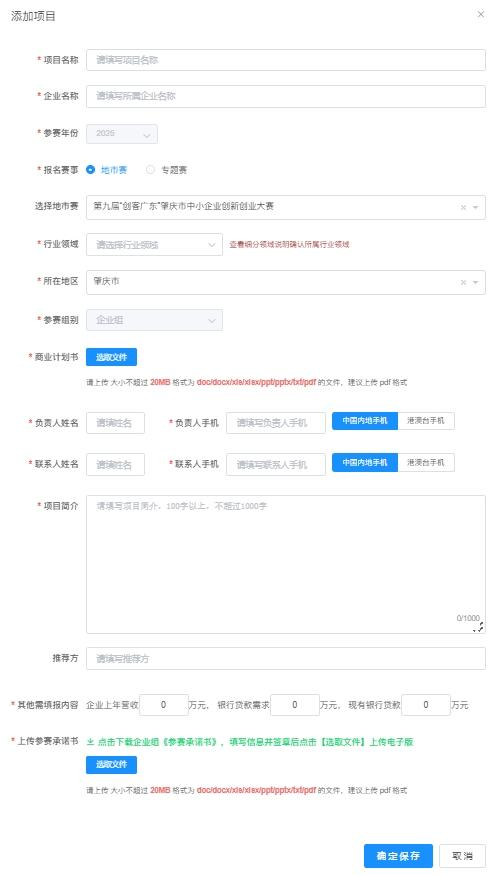 添加项目 ×
* 项目名称 请填写项目名称
* 企业名称 请填写所属企业名称
* 参赛年份 2025
* 报名赛事 地市赛 专题赛
选择地市赛 第九届“创客广东”肇庆市中小企业创新创业大赛 ×
* 行业领域 请选择行业领域 查看细分领域说明确认所属行业领域
* 所在地区 肇庆市 ×
* 参赛组别 企业组
* 商业计划书 选取文件
请上传 大小不超过 20MB 格式为 doc/docx/xls/xlsx/ppt/pptx/txt/pdf 的文件，建议上传 pdf 格式
* 负责人姓名 请填姓名 * 负责人手机 请填写负责人手机 中国内地手机 港澳台手机
* 联系人姓名 请填姓名 * 联系人手机 请填写联系人手机 中国内地手机 港澳台手机
* 项目简介 请填写项目简介，100字以上，不超过1000字
0/1000
推荐方 请填写推荐方
* 其他需填报内容 企业上年营收 0 万元， 银行贷款需求 0 万元， 现有银行贷款 0 万元
* 上传参赛承诺书 点击下载企业组《参赛承诺书》，填写信息并签章后点击【选取文件】上传电子版
选取文件
请上传 大小不超过 20MB 格式为 doc/docx/xls/xlsx/ppt/pptx/txt/pdf 的文件，建议上传 pdf 格式
确定保存 取消